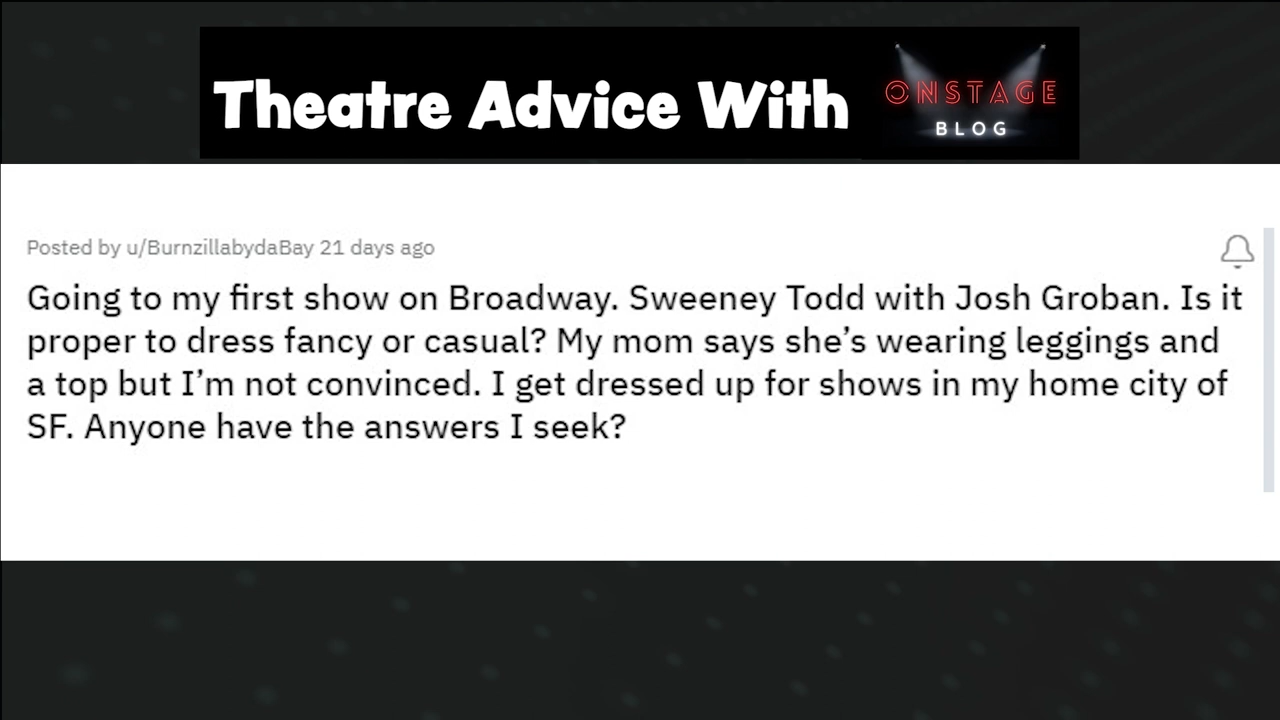 Theatre Advice With
ONSTAGE
BLOG
Posted by u/BurnzillabydaBay 21 days ago
Going to my first show on Broadway. Sweeney Todd with Josh Groban. Is it
proper to dress fancy or casual? My mom says she’s wearing leggings and
a top but I’m not convinced. I get dressed up for shows in my home city of
SF. Anyone have the answers I seek?